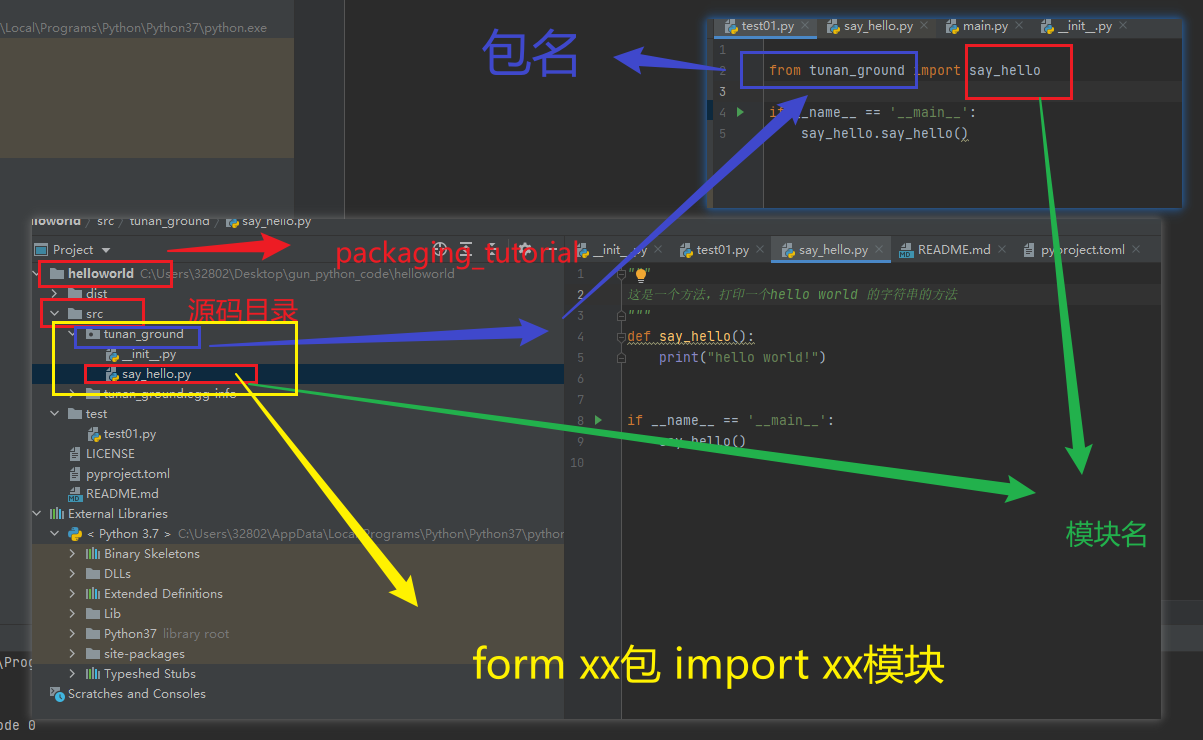 \Local\Programs\Python\Python37\python.exe
包名
test01.py
say_hello.py
main.py
__init__.py
1
2 from tunan_ground import say_hello
3
4 if __name__ == '__main__':
5 say_hello.say_hello()
helloworld / src / tunan_ground / say_hello.py
Project
packaging_tutorial
__init__.py
test01.py
say_hello.py
README.md
pyproject.toml
helloworld C:\Users\32802\Desktop\gun_python_code\helloworld
dist
src
源码目录
tunan_ground
__init__.py
say_hello.py
tunan_ground.egg-info
test
test01.py
LICENSE
pyproject.toml
README.md
External Libraries
< Python 3.7 > C:\Users\32802\AppData\Local\Programs\Python\Python37\python
Binary Skeletons
DLLs
Extended Definitions
Lib
Python37 library root
site-packages
Typeshed Stubs
Scratches and Consoles
1 """
2 这是一个方法，打印一个hello world 的字符串的方法
3 """
4 def say_hello():
5 print("hello world!")
6
7
8 if __name__ == '__main__':
9 say_hello()
10
模块名
form xx包 import xx模块
\Prog
ode 0